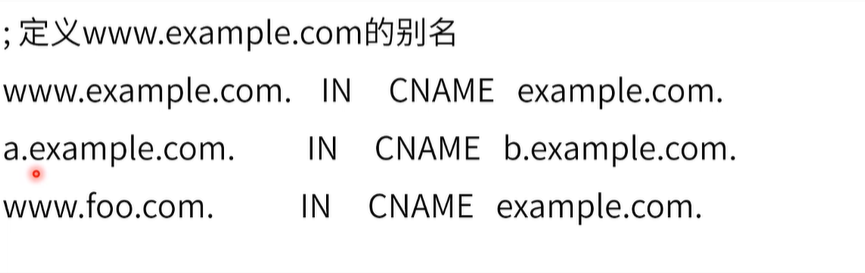 ;定义www.example.com的别名
www.example.com. IN CNAME example.com.
a.example.com. IN CNAME b.example.com.
www.foo.com. IN CNAME example.com.